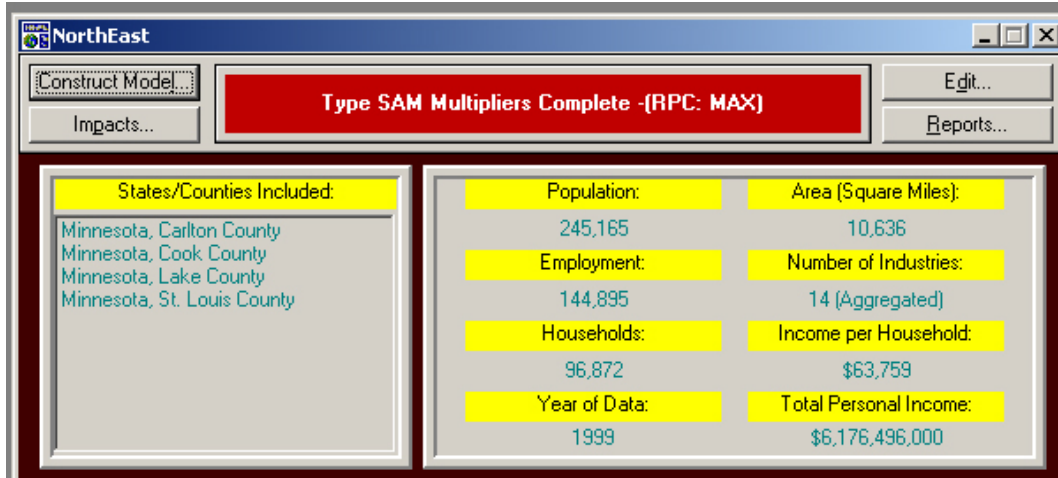 NorthEast
Construct Model...
Impacts...
Type SAM Multipliers Complete -(RPC: MAX)
Edit...
Reports...
States/Counties Included:
Minnesota, Carlton County
Minnesota, Cook County
Minnesota, Lake County
Minnesota, St. Louis County
Population:
245,165
Employment:
144,895
Households:
96,872
Year of Data:
1999
Area (Square Miles):
10,636
Number of Industries:
14 (Aggregated)
Income per Household:
$63,759
Total Personal Income:
$6,176,496,000